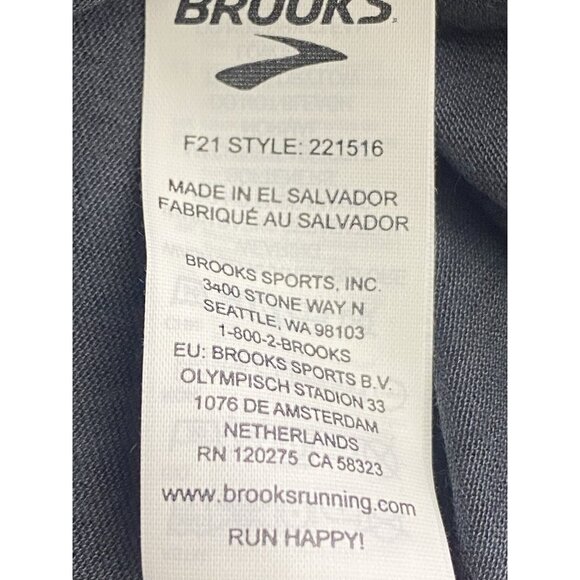 BROOKS
F21 STYLE: 221516
MADE IN EL SALVADOR
FABRIQUÉ AU SALVADOR
BROOKS SPORTS, INC.
3400 STONE WAY N
SEATTLE, WA 98103
1-800-2-BROOKS
EU: BROOKS SPORTS B.V.
OLYMPISCH STADION 33
1076 DE AMSTERDAM
NETHERLANDS
RN 120275 CA 58323
www.brooksrunning.com
RUN HAPPY!